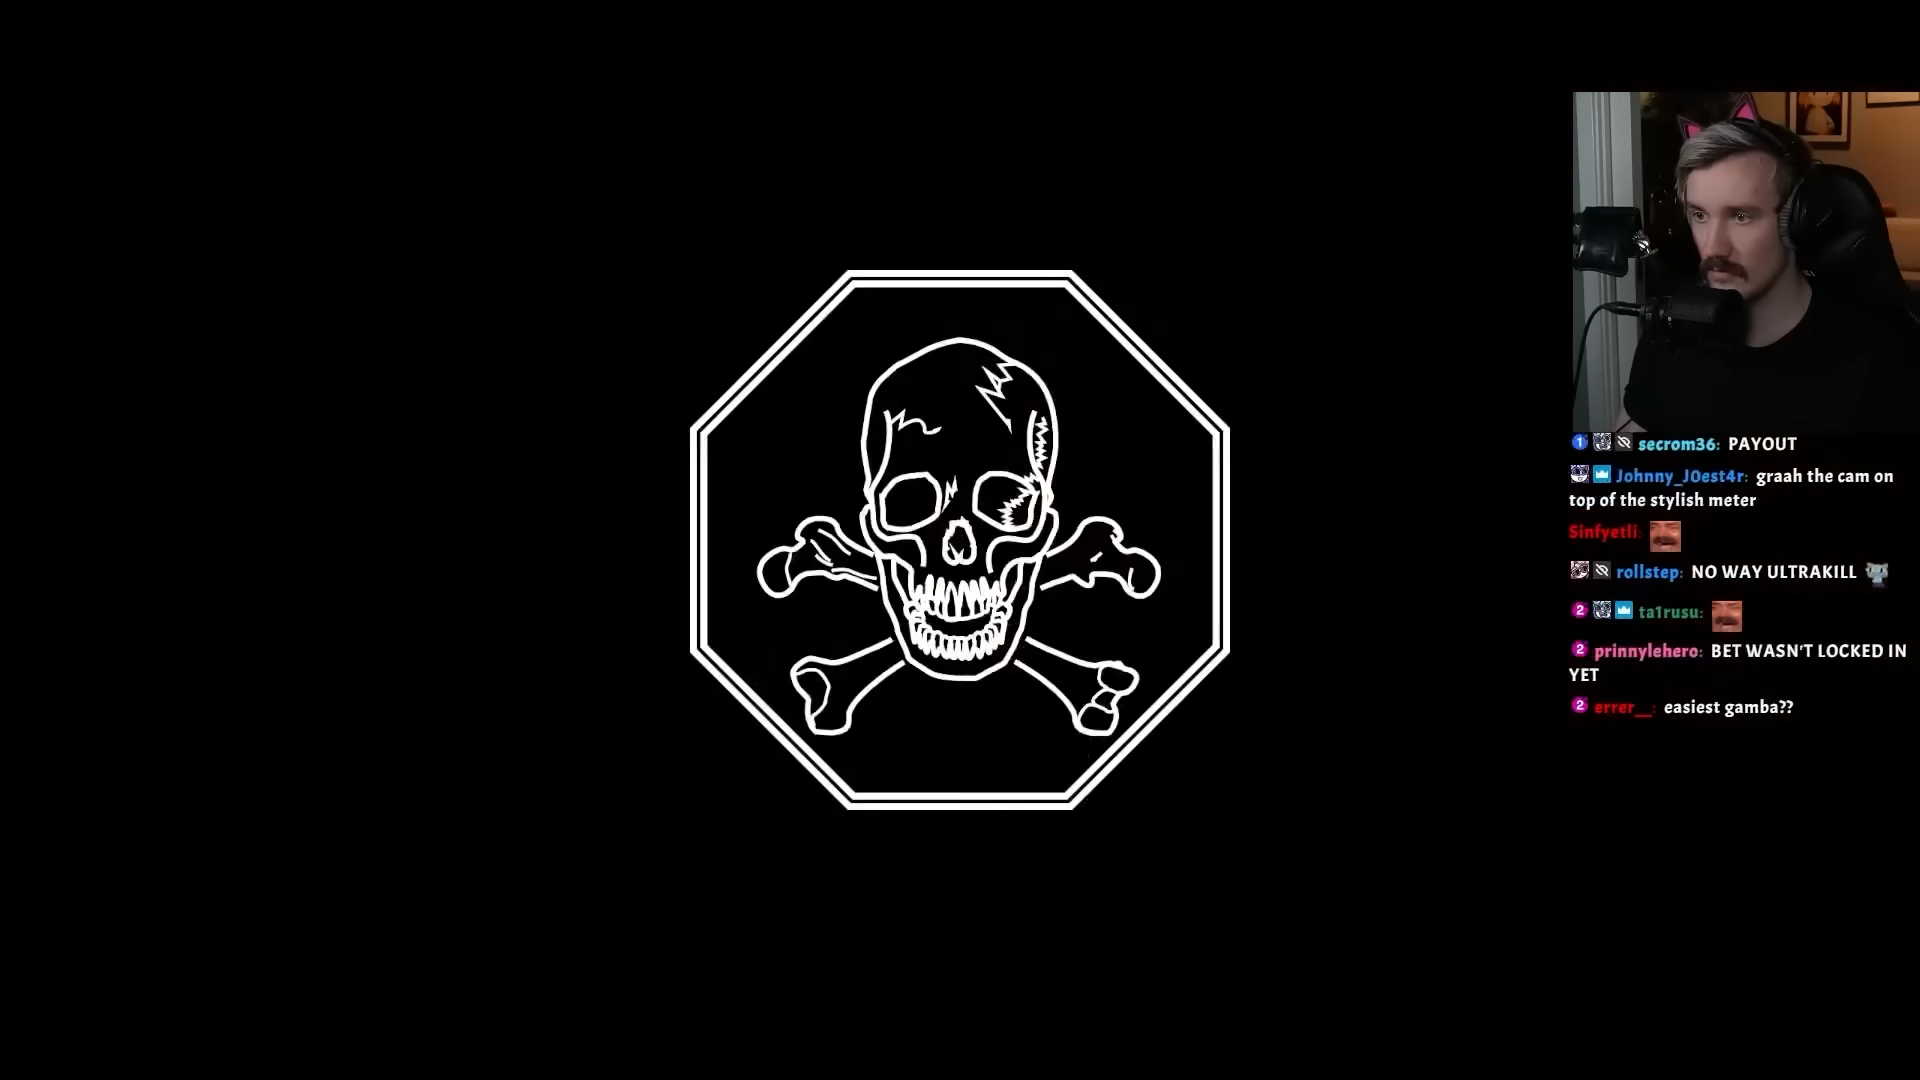 secrom36: PAYOUT
Johnny_J0est4r: graah the cam on
top of the stylish meter
Sinfyetli:
rollstep: NO WAY ULTRAKILL
ta1rusu:
prinnylehero: BET WASN'T LOCKED IN
YET
errer__: easiest gamba??